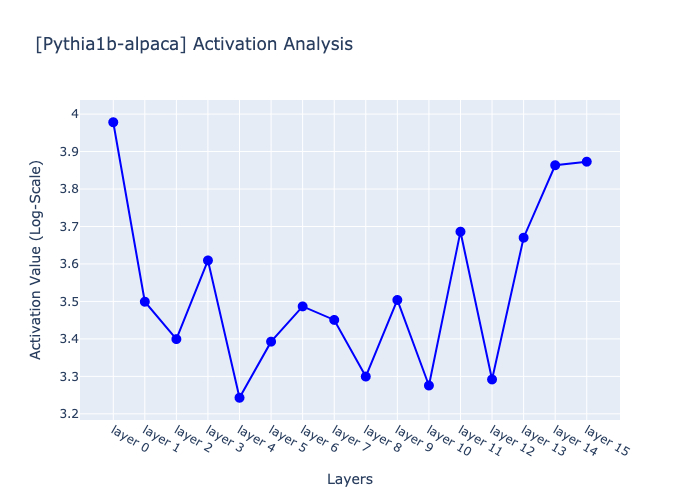 [Pythia1b-alpaca] Activation Analysis
Activation Value (Log-Scale)
4
3.9
3.8
3.7
3.6
3.5
3.4
3.3
3.2
layer 0
layer 1
layer 2
layer 3
layer 4
layer 5
layer 6
layer 7
layer 8
layer 9
layer 10
layer 11
layer 12
layer 13
layer 14
layer 15
Layers